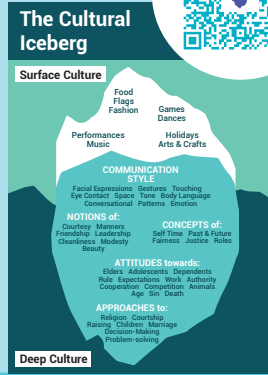 The Cultural
Iceberg
Surface Culture
Food
Flags
Fashion
Games
Dances
Performances
Music
Holidays
Arts & Crafts
COMMUNICATION
STYLE
Facial Expressions Gestures Touching
Eye Contact Space Tone Body Language
Conversational Patterns Emotion
NOTIONS of:
Courtesy Manners
Friendship Leadership
Cleanliness Modesty
Beauty
CONCEPTS of:
Self Time Past & Future
Fairness Justice Roles
ATTITUDES towards:
Elders Adolescents Dependents
Rule Expectations Work Authority
Cooperation Competition Animals
Age Sin Death
APPROACHES to:
Religion Courtship
Raising Children Marriage
Decision-Making
Problem-solving
Deep Culture